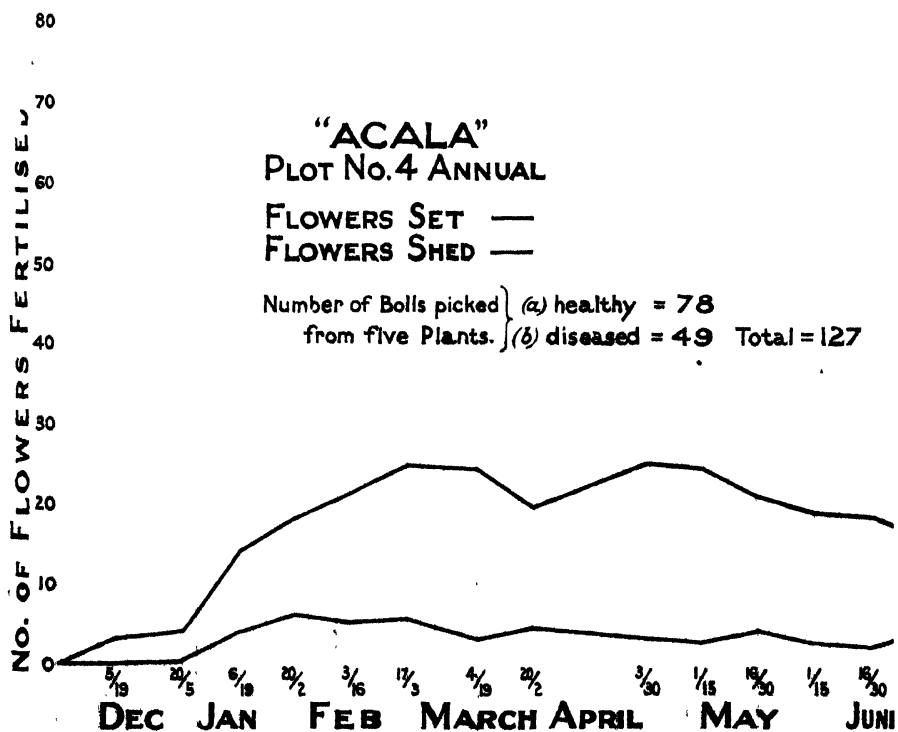 80
70
60
50
40
30
20
10
0
No. OF FLOWERS FERTILISED
"ACALA"
PLOT No. 4 ANNUAL
FLOWERS SET —
FLOWERS SHED —
Number of Bolls picked } (a) healthy = 78
from five Plants. } (b) diseased = 49 Total = 127
5/19 20/5 6/19 20/2 3/16 17/3 4/19 20/2 3/30 1/15 16/30 1/15 16/30
DEC JAN FEB MARCH APRIL MAY JUNI